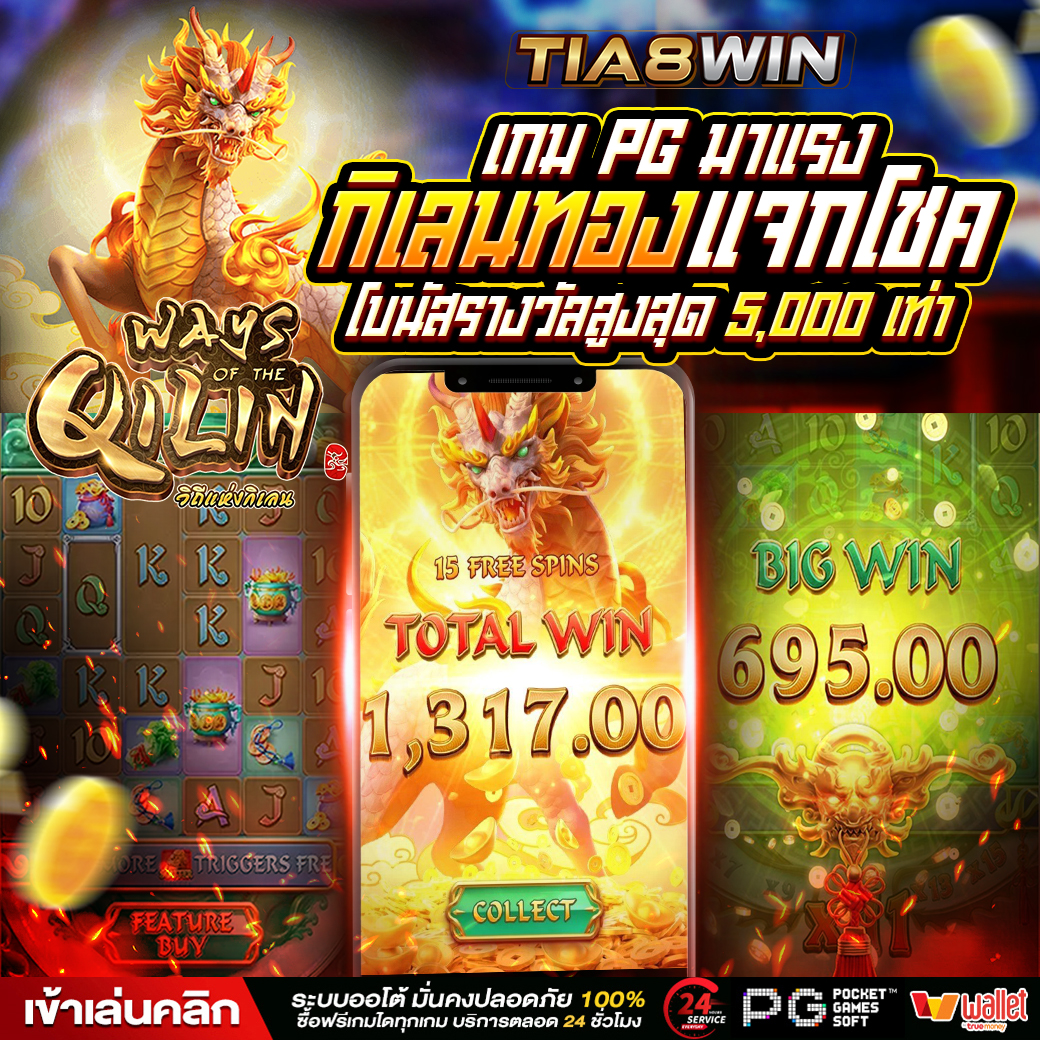 TIA8WIN
เกม PG มาแรง
กิเลนทองแจกโชค
โบนัสรางวัลสูงสุด 5,000 เท่า
WAYS
OF THE
QILIN
วิถีแห่งกิเลน
15 FREE SPINS
TOTAL WIN
1,317.00
COLLECT
BIG WIN
695.00
10
K
J
J
Q
K
K
Q
K
K
K
J
10
J
A
J
ORE TRIGGERS FRE
FEATURE
BUY
เข้าเล่นคลิก
ระบบออโต้ มั่นคงปลอดภัย 100%
ซื้อฟรีเกมได้ทุกเกม บริการตลอด 24 ชั่วโมง
24 HOURS
SERVICE
EVERYDAY
PG
POCKET™
GAMES
SOFT
wallet
by truemoney